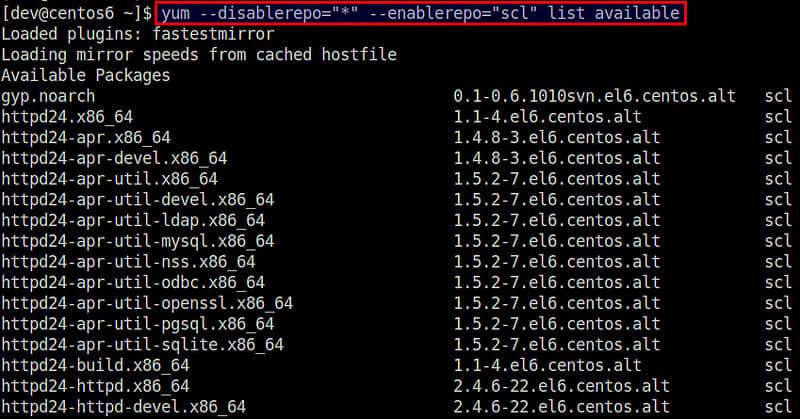 [dev@centos6 ~]$ yum --disablerepo="*" --enablerepo="scl" list available
Loaded plugins: fastestmirror
Loading mirror speeds from cached hostfile
Available Packages
gyp.noarch 0.1-0.6.1010svn.el6.centos.alt scl
httpd24.x86_64 1.1-4.el6.centos.alt scl
httpd24-apr.x86_64 1.4.8-3.el6.centos.alt scl
httpd24-apr-devel.x86_64 1.4.8-3.el6.centos.alt scl
httpd24-apr-util.x86_64 1.5.2-7.el6.centos.alt scl
httpd24-apr-util-devel.x86_64 1.5.2-7.el6.centos.alt scl
httpd24-apr-util-ldap.x86_64 1.5.2-7.el6.centos.alt scl
httpd24-apr-util-mysql.x86_64 1.5.2-7.el6.centos.alt scl
httpd24-apr-util-nss.x86_64 1.5.2-7.el6.centos.alt scl
httpd24-apr-util-odbc.x86_64 1.5.2-7.el6.centos.alt scl
httpd24-apr-util-openssl.x86_64 1.5.2-7.el6.centos.alt scl
httpd24-apr-util-pgsql.x86_64 1.5.2-7.el6.centos.alt scl
httpd24-apr-util-sqlite.x86_64 1.5.2-7.el6.centos.alt scl
httpd24-build.x86_64 1.1-4.el6.centos.alt scl
httpd24-httpd.x86_64 2.4.6-22.el6.centos.alt scl
httpd24-httpd-devel.x86_64 2.4.6-22.el6.centos.alt scl